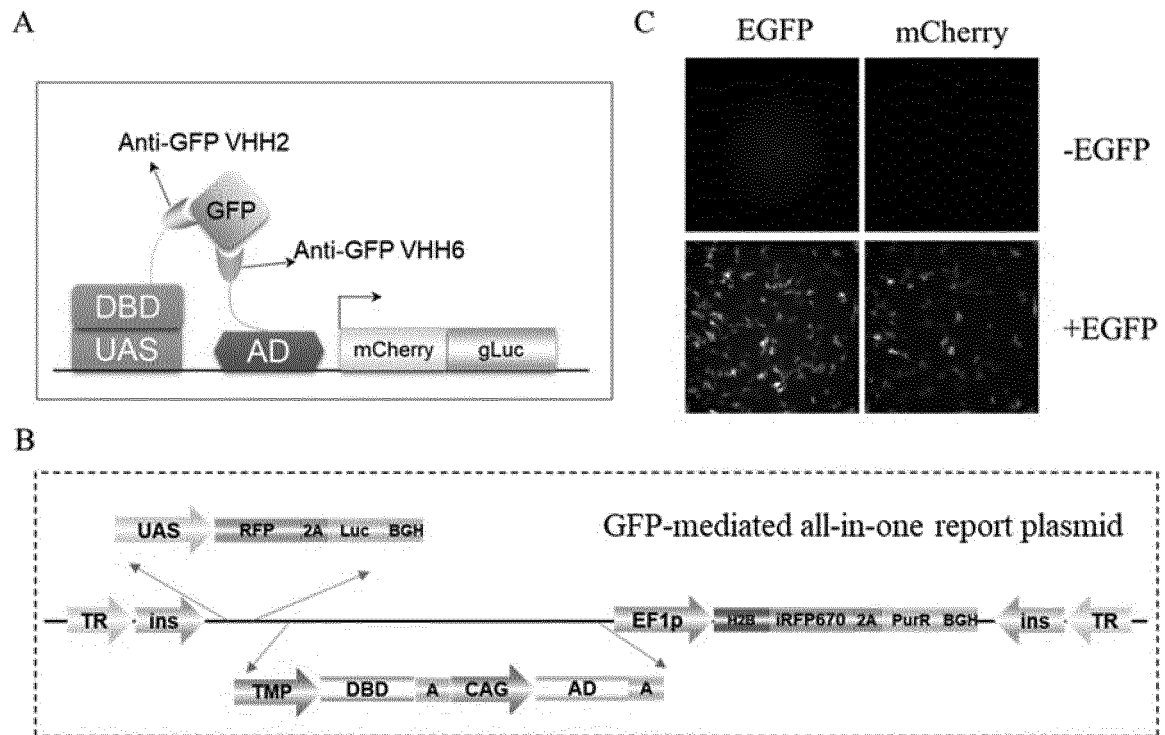 A
Anti-GFP VHH2
GFP
Anti-GFP VHH6
DBD
UAS
AD
mCherry
gLuc
C
EGFP
mCherry
-EGFP
+EGFP
B
UAS
RFP
2A
Luc
BGH
GFP-mediated all-in-one report plasmid
TR
ins
EF1p
H2B
iRFP670
2A
PurR
BGH
ins
TR
TMP
DBD
A
CAG
AD
A